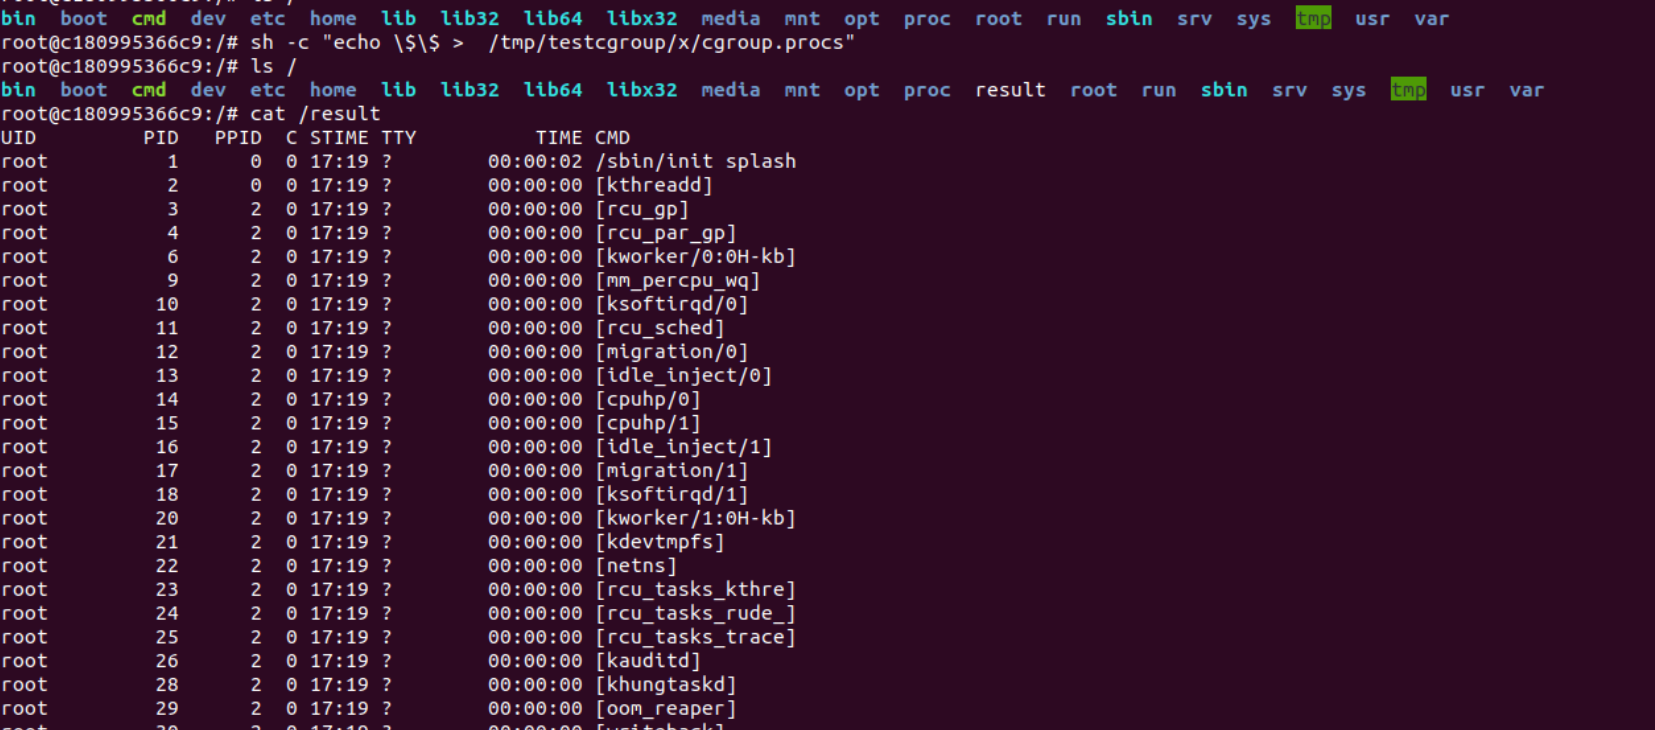 bin boot cmd dev etc home lib lib32 lib64 libx32 media mnt opt proc root run sbin srv sys tmp usr var
root@c180995366c9:/# sh -c "echo \$\$ >  /tmp/testcgroup/x/cgroup.procs"
root@c180995366c9:/# ls /
bin boot cmd dev etc home lib lib32 lib64 libx32 media mnt opt proc result root run sbin srv sys tmp usr var
root@c180995366c9:/# cat /result
UID PID PPID C STIME TTY TIME CMD
root 1 0 0 17:19 ? 00:00:02 /sbin/init splash
root 2 0 0 17:19 ? 00:00:00 [kthreadd]
root 3 2 0 17:19 ? 00:00:00 [rcu_gp]
root 4 2 0 17:19 ? 00:00:00 [rcu_par_gp]
root 6 2 0 17:19 ? 00:00:00 [kworker/0:0H-kb]
root 9 2 0 17:19 ? 00:00:00 [mm_percpu_wq]
root 10 2 0 17:19 ? 00:00:00 [ksoftirqd/0]
root 11 2 0 17:19 ? 00:00:00 [rcu_sched]
root 12 2 0 17:19 ? 00:00:00 [migration/0]
root 13 2 0 17:19 ? 00:00:00 [idle_inject/0]
root 14 2 0 17:19 ? 00:00:00 [cpuhp/0]
root 15 2 0 17:19 ? 00:00:00 [cpuhp/1]
root 16 2 0 17:19 ? 00:00:00 [idle_inject/1]
root 17 2 0 17:19 ? 00:00:00 [migration/1]
root 18 2 0 17:19 ? 00:00:00 [ksoftirqd/1]
root 20 2 0 17:19 ? 00:00:00 [kworker/1:0H-kb]
root 21 2 0 17:19 ? 00:00:00 [kdevtmpfs]
root 22 2 0 17:19 ? 00:00:00 [netns]
root 23 2 0 17:19 ? 00:00:00 [rcu_tasks_kthre]
root 24 2 0 17:19 ? 00:00:00 [rcu_tasks_rude_]
root 25 2 0 17:19 ? 00:00:00 [rcu_tasks_trace]
root 26 2 0 17:19 ? 00:00:00 [kauditd]
root 28 2 0 17:19 ? 00:00:00 [khungtaskd]
root 29 2 0 17:19 ? 00:00:00 [oom_reaper]